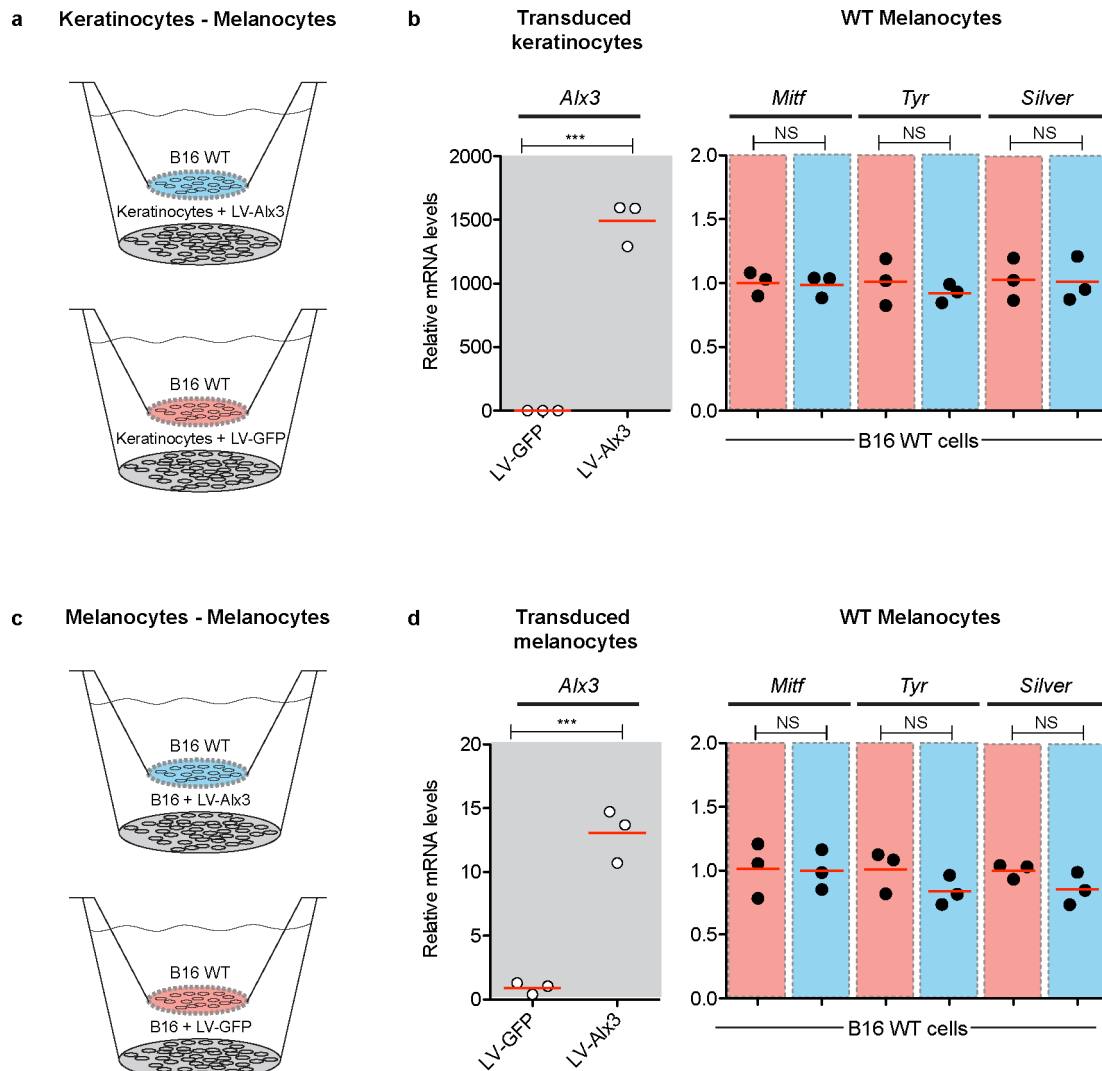 a Keratinocytes - Melanocytes
B16 WT
Keratinocytes + LV-Alx3
B16 WT
Keratinocytes + LV-GFP
b Transduced keratinocytes
WT Melanocytes
Alx3
Mitf Tyr Silver
***
NS NS NS
Relative mRNA levels
2000
1500
1000
500
0
2.0
1.5
1.0
0.5
0.0
LV-GFP LV-Alx3
B16 WT cells
c Melanocytes - Melanocytes
B16 WT
B16 + LV-Alx3
B16 WT
B16 + LV-GFP
d Transduced melanocytes
WT Melanocytes
Alx3
Mitf Tyr Silver
***
NS NS NS
Relative mRNA levels
20
15
10
5
0
2.0
1.5
1.0
0.5
0.0
LV-GFP LV-Alx3
B16 WT cells